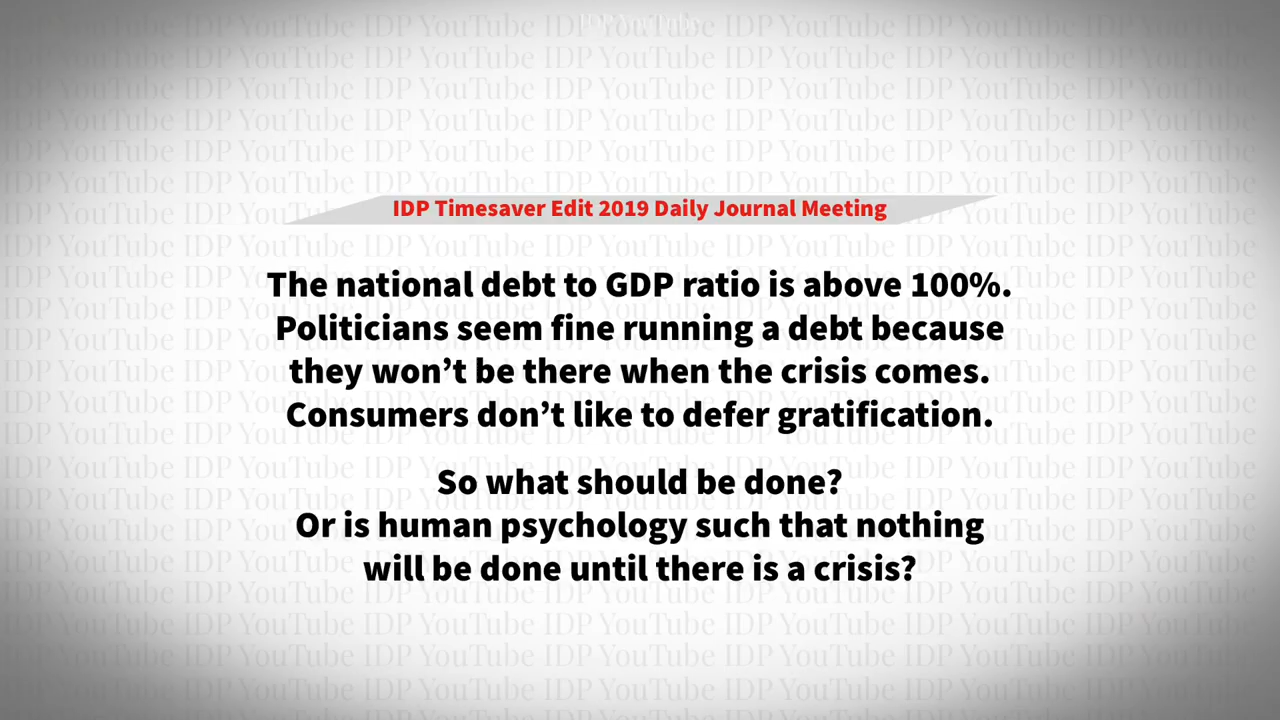 IDP YouTube
IDP Timesaver Edit 2019 Daily Journal Meeting
The national debt to GDP ratio is above 100%.
Politicians seem fine running a debt because
they won’t be there when the crisis comes.
Consumers don’t like to defer gratification.
So what should be done?
Or is human psychology such that nothing
will be done until there is a crisis?